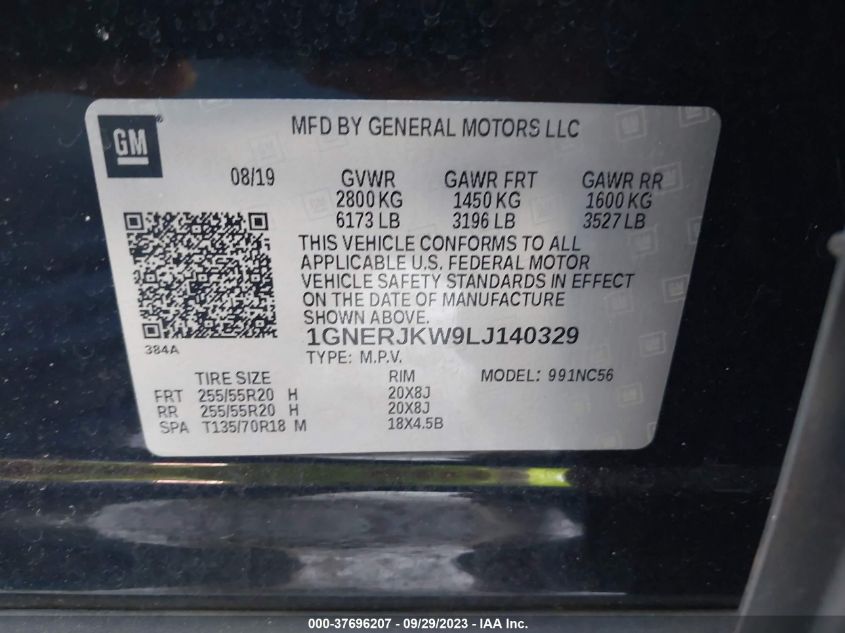 GM
MFD BY GENERAL MOTORS LLC
08/19 GVWR GAWR FRT GAWR RR
2800 KG 1450 KG 1600 KG
6173 LB 3196 LB 3527 LB
THIS VEHICLE CONFORMS TO ALL
APPLICABLE U.S. FEDERAL MOTOR
VEHICLE SAFETY STANDARDS IN EFFECT
ON THE DATE OF MANUFACTURE
SHOWN ABOVE.
384A
1GNERJKW9LJ140329
TYPE: M.P.V.
TIRE SIZE RIM MODEL: 991NC56
FRT 255/55R20 H 20X8J
RR 255/55R20 H 20X8J
SPA T135/70R18 M 18X4.5B
000-37696207 / 09/29/2023 - IAA Inc.